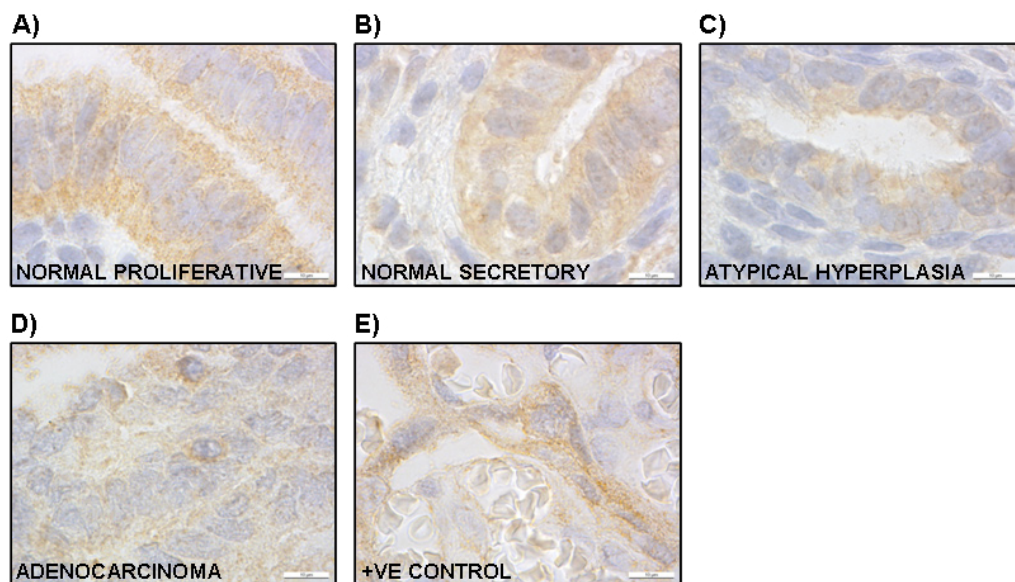 A)
B)
C)
NORMAL PROLIFERATIVE
NORMAL SECRETORY
ATYPICAL HYPERPLASIA
D)
E)
ADENOCARCINOMA
+VE CONTROL